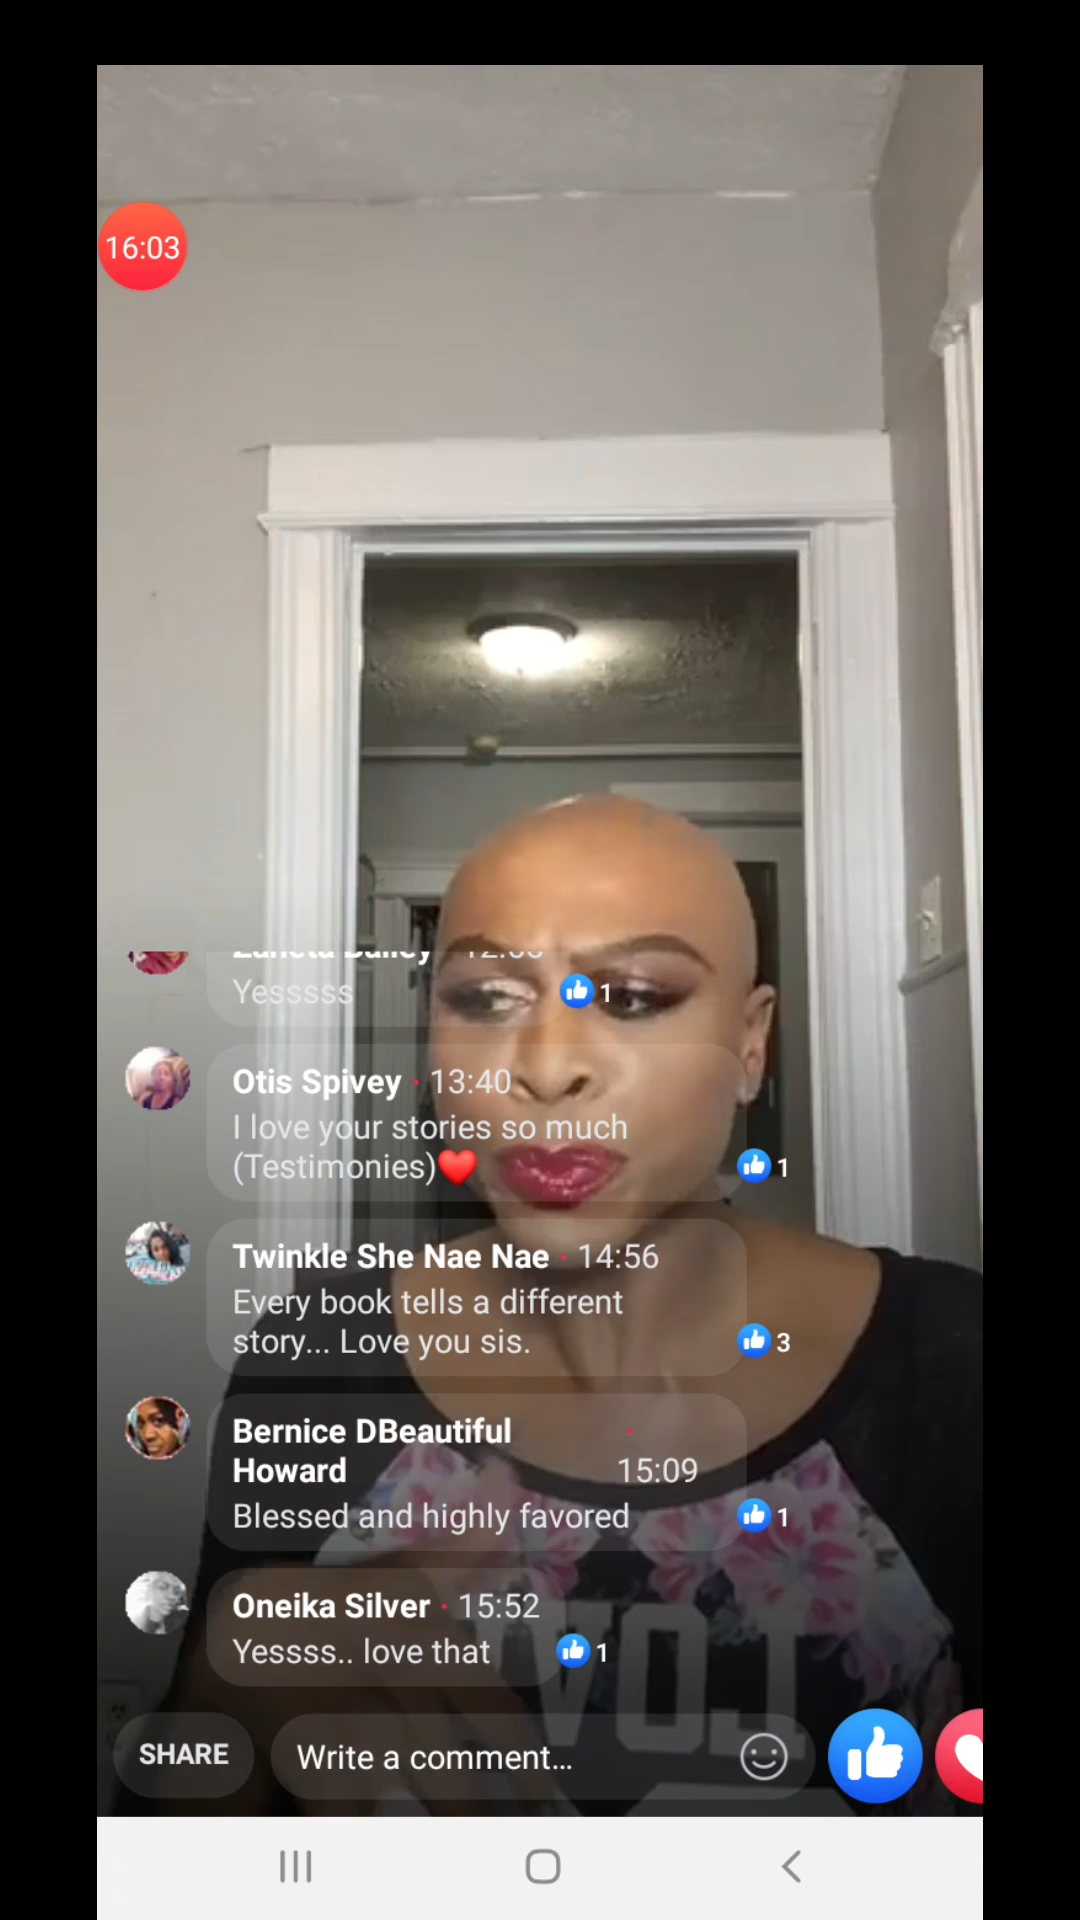 16:03
Zaneta Bailey
Yesssss 1
Otis Spivey · 13:40
I love your stories so much
(Testimonies)❤️ 1
Twinkle She Nae Nae · 14:56
Every book tells a different
story... Love you sis. 3
Bernice DBeautiful ·
Howard 15:09
Blessed and highly favored 1
Oneika Silver · 15:52
Yessss.. love that 1
SHARE
Write a comment...